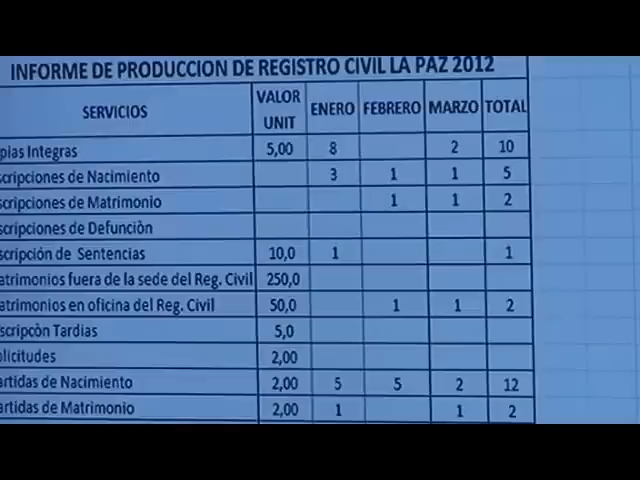 INFORME DE PRODUCCION DE REGISTRO CIVIL LA PAZ 2012
SERVICIOS VALOR UNIT ENERO FEBRERO MARZO TOTAL
pias Integras 5,00 8 2 10
scripciones de Nacimiento 3 1 1 5
scripciones de Matrimonio 1 1 2
scripciones de Defunciòn
scripción de Sentencias 10,0 1 1
atrimonios fuera de la sede del Reg. Civil 250,0
atrimonios en oficina del Reg. Civil 50,0 1 1 2
scripcòn Tardias 5,0
olicitudes 2,00
artidas de Nacimiento 2,00 5 5 2 12
artidas de Matrimonio 2,00 1 1 2